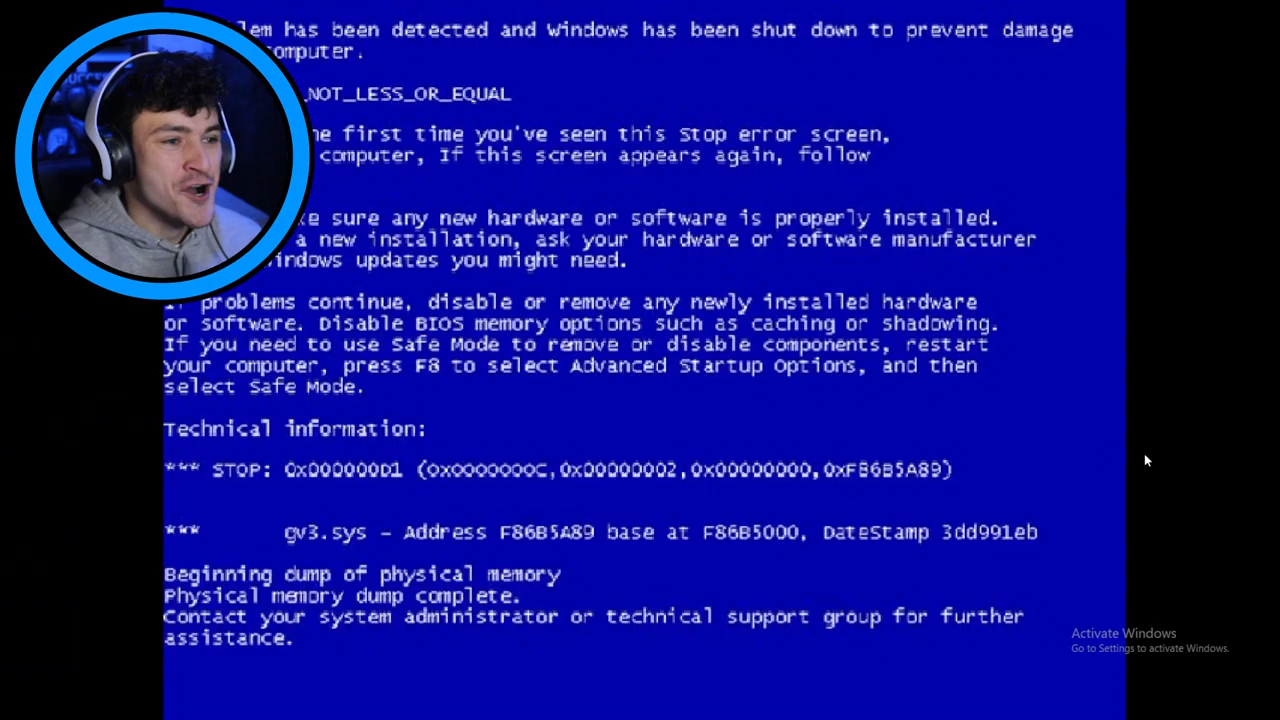 lem has been detected and Windows has been shut down to prevent damage
computer.
_NOT_LESS_OR_EQUAL
he first time you've seen this Stop error screen,
computer, If this screen appears again, follow
ke sure any new hardware or software is properly installed.
a new installation, ask your hardware or software manufacturer
windows updates you might need.
If problems continue, disable or remove any newly installed hardware
or software. Disable BIOS memory options such as caching or shadowing.
If you need to use Safe Mode to remove or disable components, restart
your computer, press F8 to select Advanced Startup Options, and then
select Safe Mode.
Technical information:
*** STOP: 0x000000D1 (0x0000000C,0x00000002,0x00000000,0xF86B5A89)
*** gv3.sys - Address F86B5A89 base at F86B5000, DateStamp 3dd991eb
Beginning dump of physical memory
Physical memory dump complete.
Contact your system administrator or technical support group for further
assistance.
Activate Windows
Go to Settings to activate Windows.